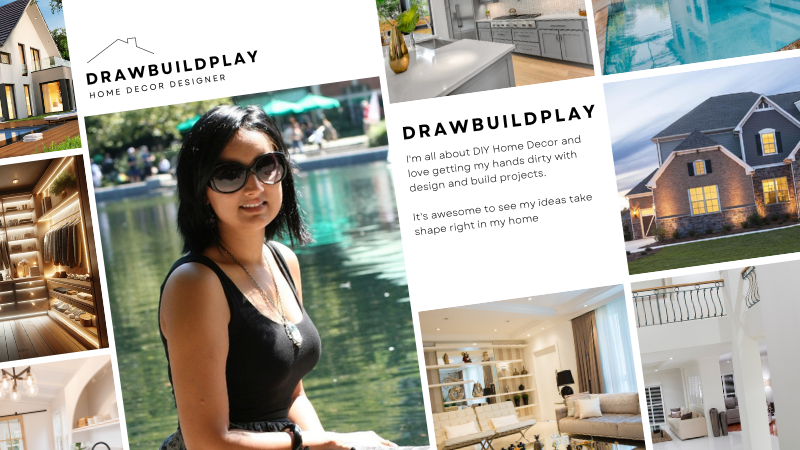 DRAWBUILDPLAY
HOME DECOR DESIGNER
DRAWBUILDPLAY
I'm all about DIY Home Decor and
love getting my hands dirty with
design and build projects.
It's awesome to see my ideas take
shape right in my home